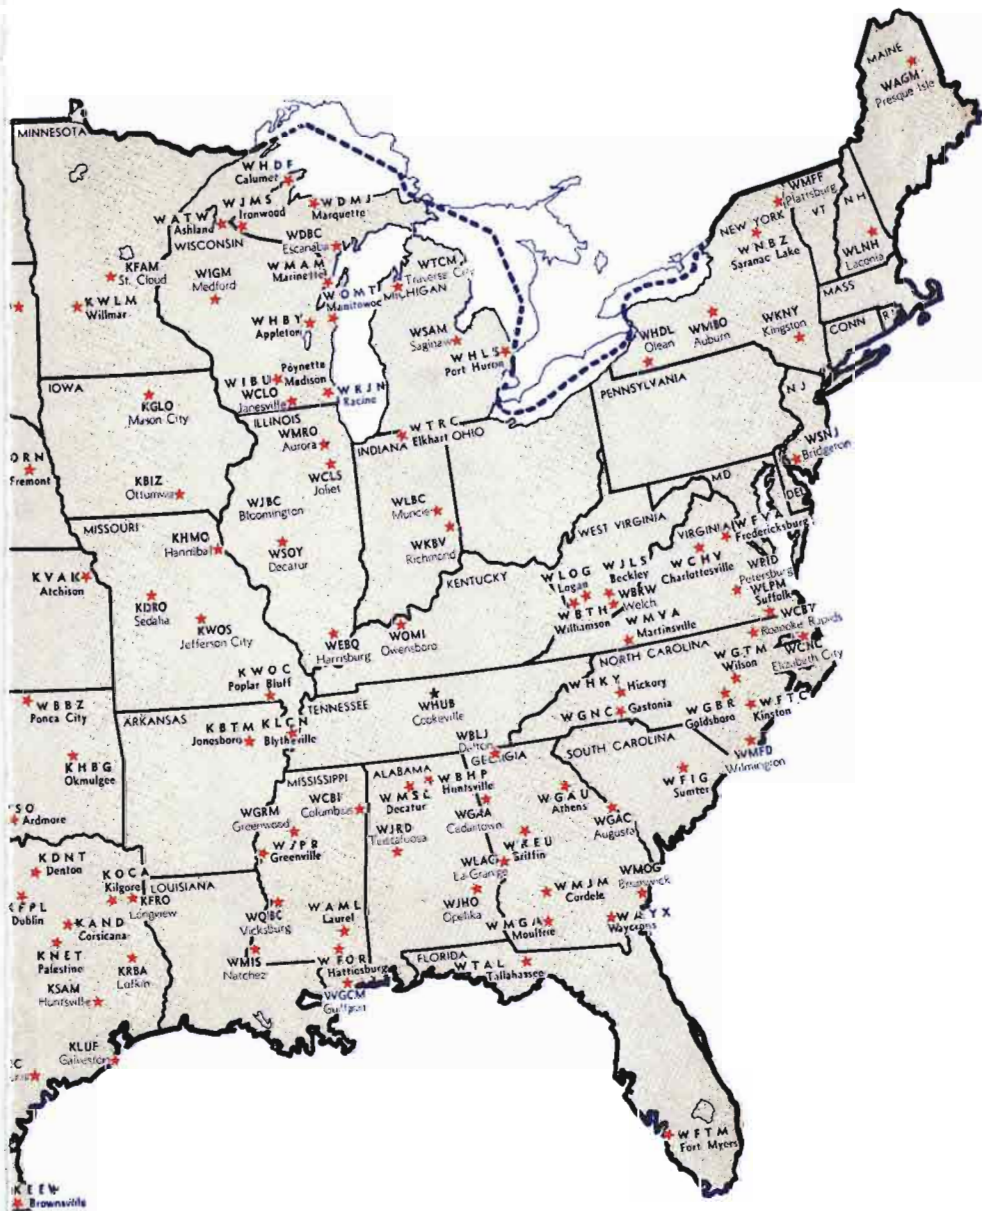 MAINE
WAGM
Presque Isle
MINNESOTA
WHDF
Calumet
WJMS
Ironwood
WDMJ
Marquette
WATW
Ashland
WISCONSIN
WDBC
Escanaba
WMFF
Plattsburg
NEW YORK
VT
N H
WNBZ
Saranac Lake
WLNH
Laconia
KFAM
St. Cloud
WIGM
Medford
WMAM
Marinette
WTCM
Traverse City
MICHIGAN
KWLM
Willmar
WOMT
Manitowoc
WHBY
Appleton
WSAM
Saginaw
WHLS
Port Huron
WHDL
Olean
WMBO
Auburn
WKNY
Kingston
MASS
CONN
R I
IOWA
KGLO
Mason City
WIBU
Poynette
Madison
WCLO
Janesville
WRJN
Racine
PENNSYLVANIA
N J
ILLINOIS
WMRO
Aurora
INDIANA
WTRC
Elkhart
OHIO
WSNJ
Bridgeton
ORN
Fremont
KBIZ
Ottumwa
WCLS
Joliet
WJBC
Bloomington
WLBC
Muncie
MD
DEL
MISSOURI
KHMO
Hannibal
WSOY
Decatur
WKBV
Richmond
WEST VIRGINIA
VIRGINIA
WFVA
Fredericksburg
KVAK
Atchison
KENTUCKY
WLOG
Logan
WJLS
Beckley
WCHV
Charlottesville
WPID
Petersburg
KDRO
Sedalia
KWOS
Jefferson City
WBTH
Williamson
WBRW
Welch
WLPM
Suffolk
WEBQ
Harrisburg
WOMI
Owensboro
WMVA
Martinsville
WCBT
Roanoke Rapids
KWOC
Poplar Bluff
NORTH CAROLINA
WGTM
Wilson
WCNC
Elizabeth City
WBBZ
Ponca City
ARKANSAS
TENNESSEE
WHUB
Cookeville
WHKY
Hickory
KBTM
Jonesboro
KLCN
Blytheville
WGNC
Gastonia
WGBR
Goldsboro
WFTC
Kinston
KHBG
Okmulgee
WBLJ
Dalton
GEORGIA
SOUTH CAROLINA
WMFD
Wilmington
MISSISSIPPI
ALABAMA
WMSL
Decatur
WBHP
Huntsville
WFIG
Sumter
SO
Ardmore
WCBI
Columbus
WGAU
Athens
WGRM
Greenwood
WJRD
Tuscaloosa
WGAA
Cedartown
WGAC
Augusta
WJPR
Greenville
WKEU
Griffin
KDNT
Denton
KOCA
Kilgore
KFRO
Longview
LOUISIANA
WLAG
La Grange
WMOG
Brunswick
KFPL
Dublin
KAND
Corsicana
WQBC
Vicksburg
WAML
Laurel
WJHO
Opelika
WMJM
Cordele
WAYX
Waycross
KNET
Palestine
KRBA
Lufkin
WMIS
Natchez
WFOR
Hattiesburg
WMGA
Moultrie
FLORIDA
WTAL
Tallahassee
KSAM
Huntsville
WGCM
Gulfport
KLUF
Galveston
WFTM
Fort Myers
KEEW
Brownsville